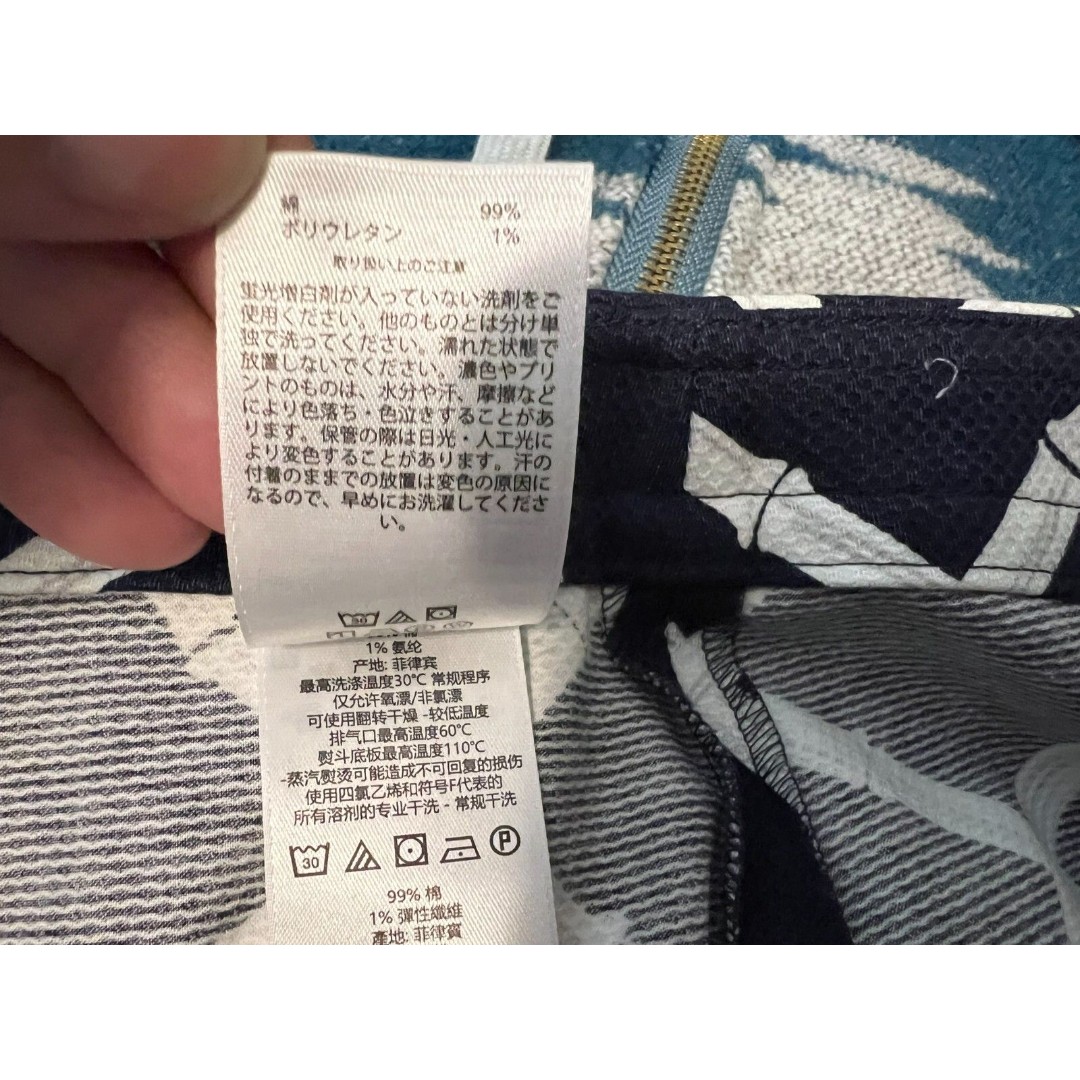 綿 99%
ポリウレタン 1%
取り扱い上のご注意
蛍光増白剤が入っていない洗剤をご
使用ください。他のものとは分け単
独で洗ってください。濡れた状態で
放置しないでください。濃色やプリ
ントのものは、水分や汗、摩擦など
により色落ち・色泣きすることがあ
ります。保管の際は日光・人工光に
より変色することがあります。汗の
付着のままでの放置は変色の原因に
なるので、早めにお洗濯してくださ
い。
30
1% 氨纶
产地: 菲律宾
最高洗涤温度30℃ 常规程序
仅允许氧漂/非氯漂
可使用翻转干燥 -较低温度
排气口最高温度60℃
熨斗底板最高温度110℃
-蒸汽熨烫可能造成不可回复的损伤
使用四氯乙烯和符号F代表的
所有溶剂的专业干洗 - 常规干洗
30 P
99% 棉
1% 彈性纖維
產地: 菲律賓